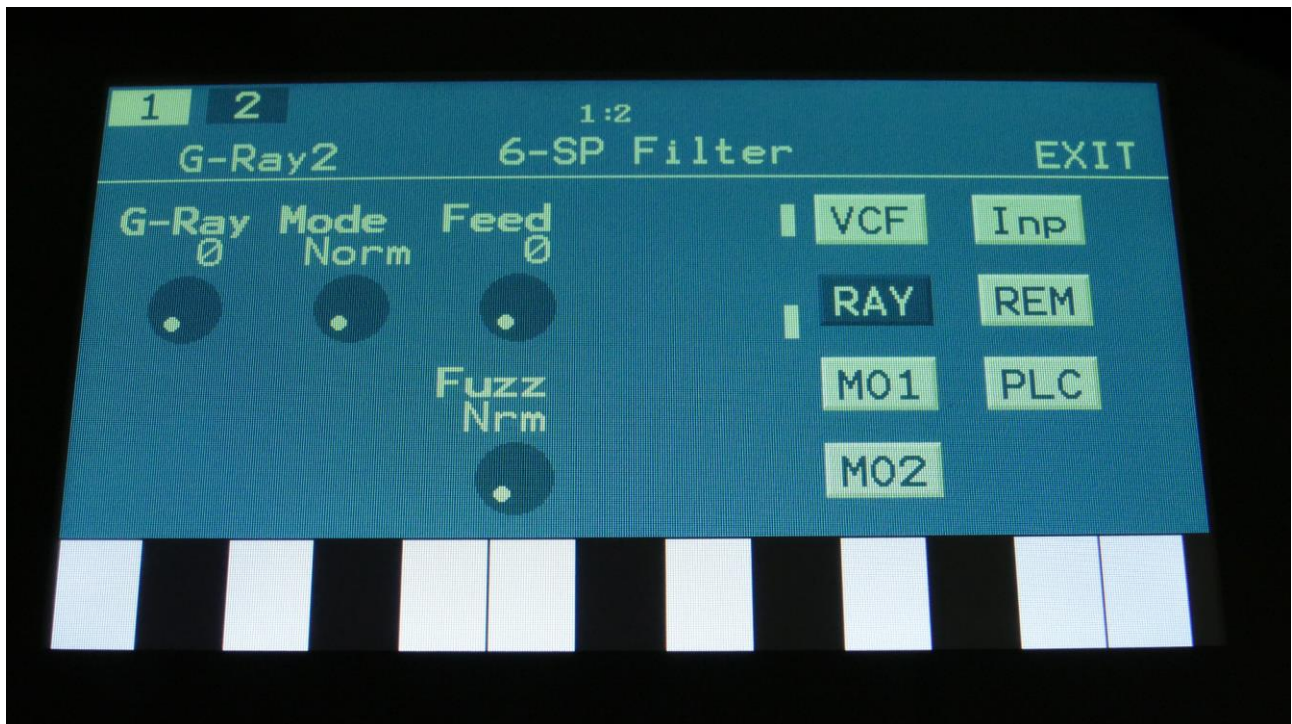 1 2 1:2
G-Ray2 6-SP Filter EXIT
G-Ray Mode Feed VCF Inp
0 Norm 0
RAY REM
Fuzz MO1 PLC
Nrm
MO2